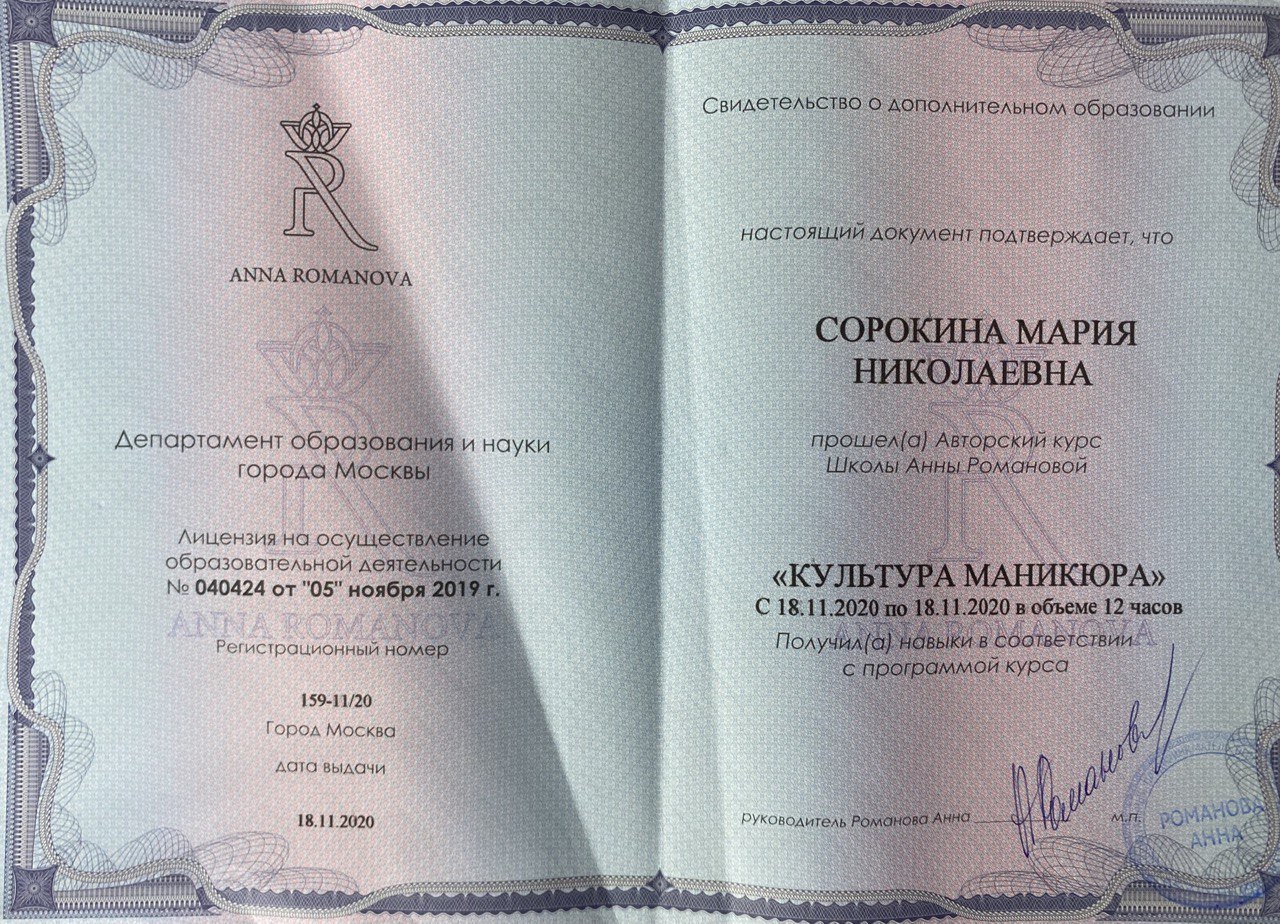 ANNA ROMANOVA
Департамент образования и науки
города Москвы
Лицензия на осуществление
образовательной деятельности
№ 040424 от "05" ноября 2019 г.
ANNA ROMANOVA
Регистрационный номер
159-11/20
Город Москва
дата выдачи
18.11.2020
Свидетельство о дополнительном образовании
настоящий документ подтверждает, что
СОРОКИНА МАРИЯ
НИКОЛАЕВНА
прошел(а) Авторский курс
Школы Анны Романовой
«КУЛЬТУРА МАНИКЮРА»
С 18.11.2020 по 18.11.2020 в объеме 12 часов
ANNA ROMANOVA
Получил(а) навыки в соответствии
с программой курса
руководитель Романова Анна
А Романова
м.п.
РОМАНОВА
АННА